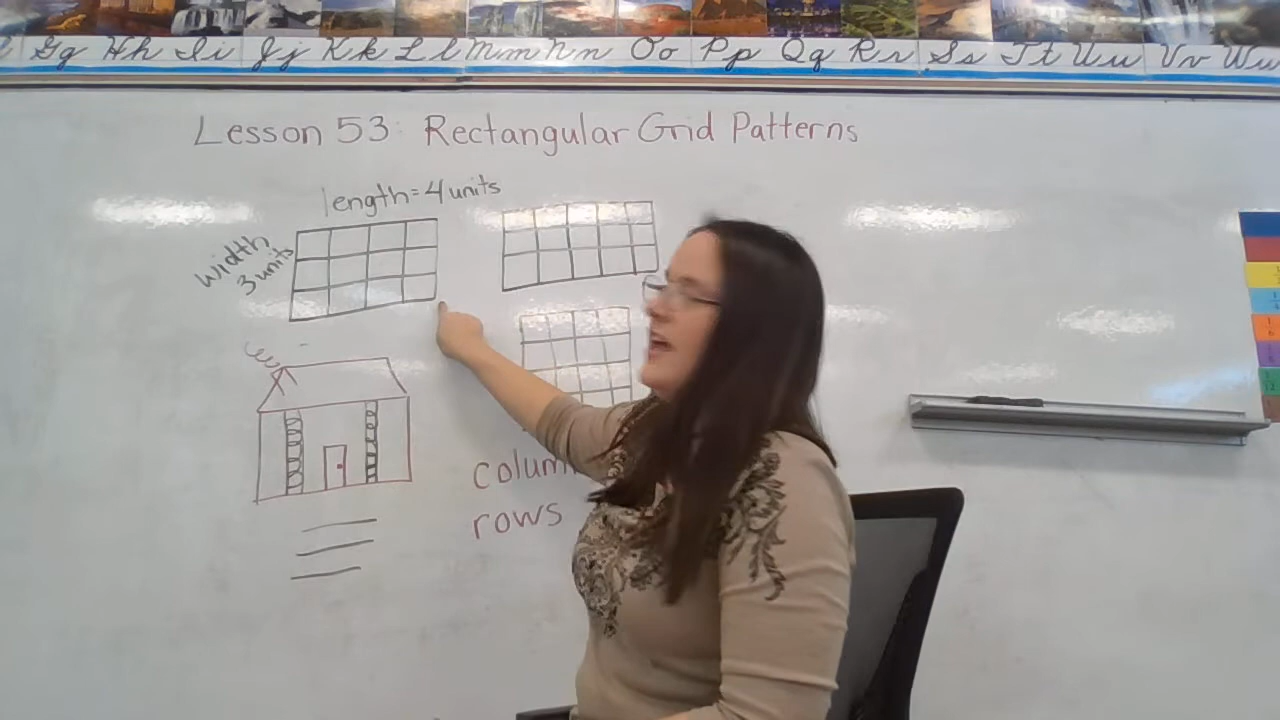 Gg Hh Ii Jj Kk Ll Mm Nn Oo Pp Qq Rr Ss Tt Uu Vv Ww
Lesson 53: Rectangular Grid Patterns
length = 4 units
width
3 units
rows